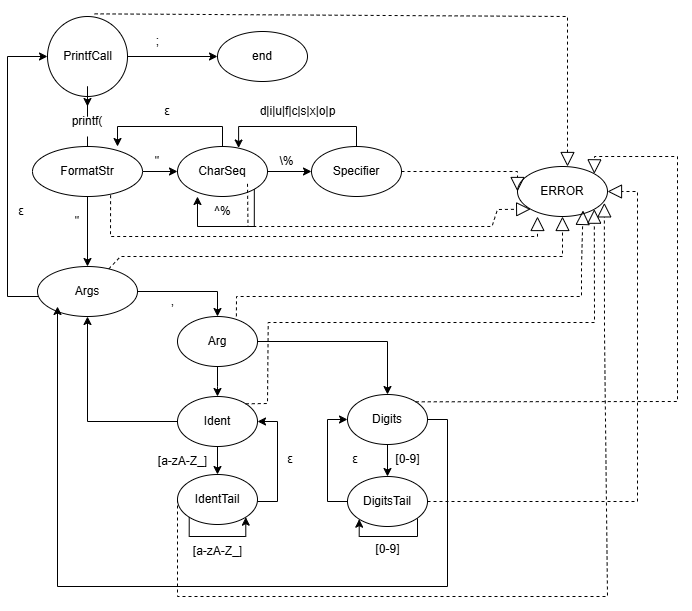 PrintfCall
;
end
printf(
ε
d|i|u|f|c|s|x|o|p
FormatStr
"
CharSeq
\%
Specifier
ERROR
^%
ε
"
Args
,
Arg
Ident
Digits
[a-zA-Z_]
ε
ε
[0-9]
IdentTail
DigitsTail
[a-zA-Z_]
[0-9]